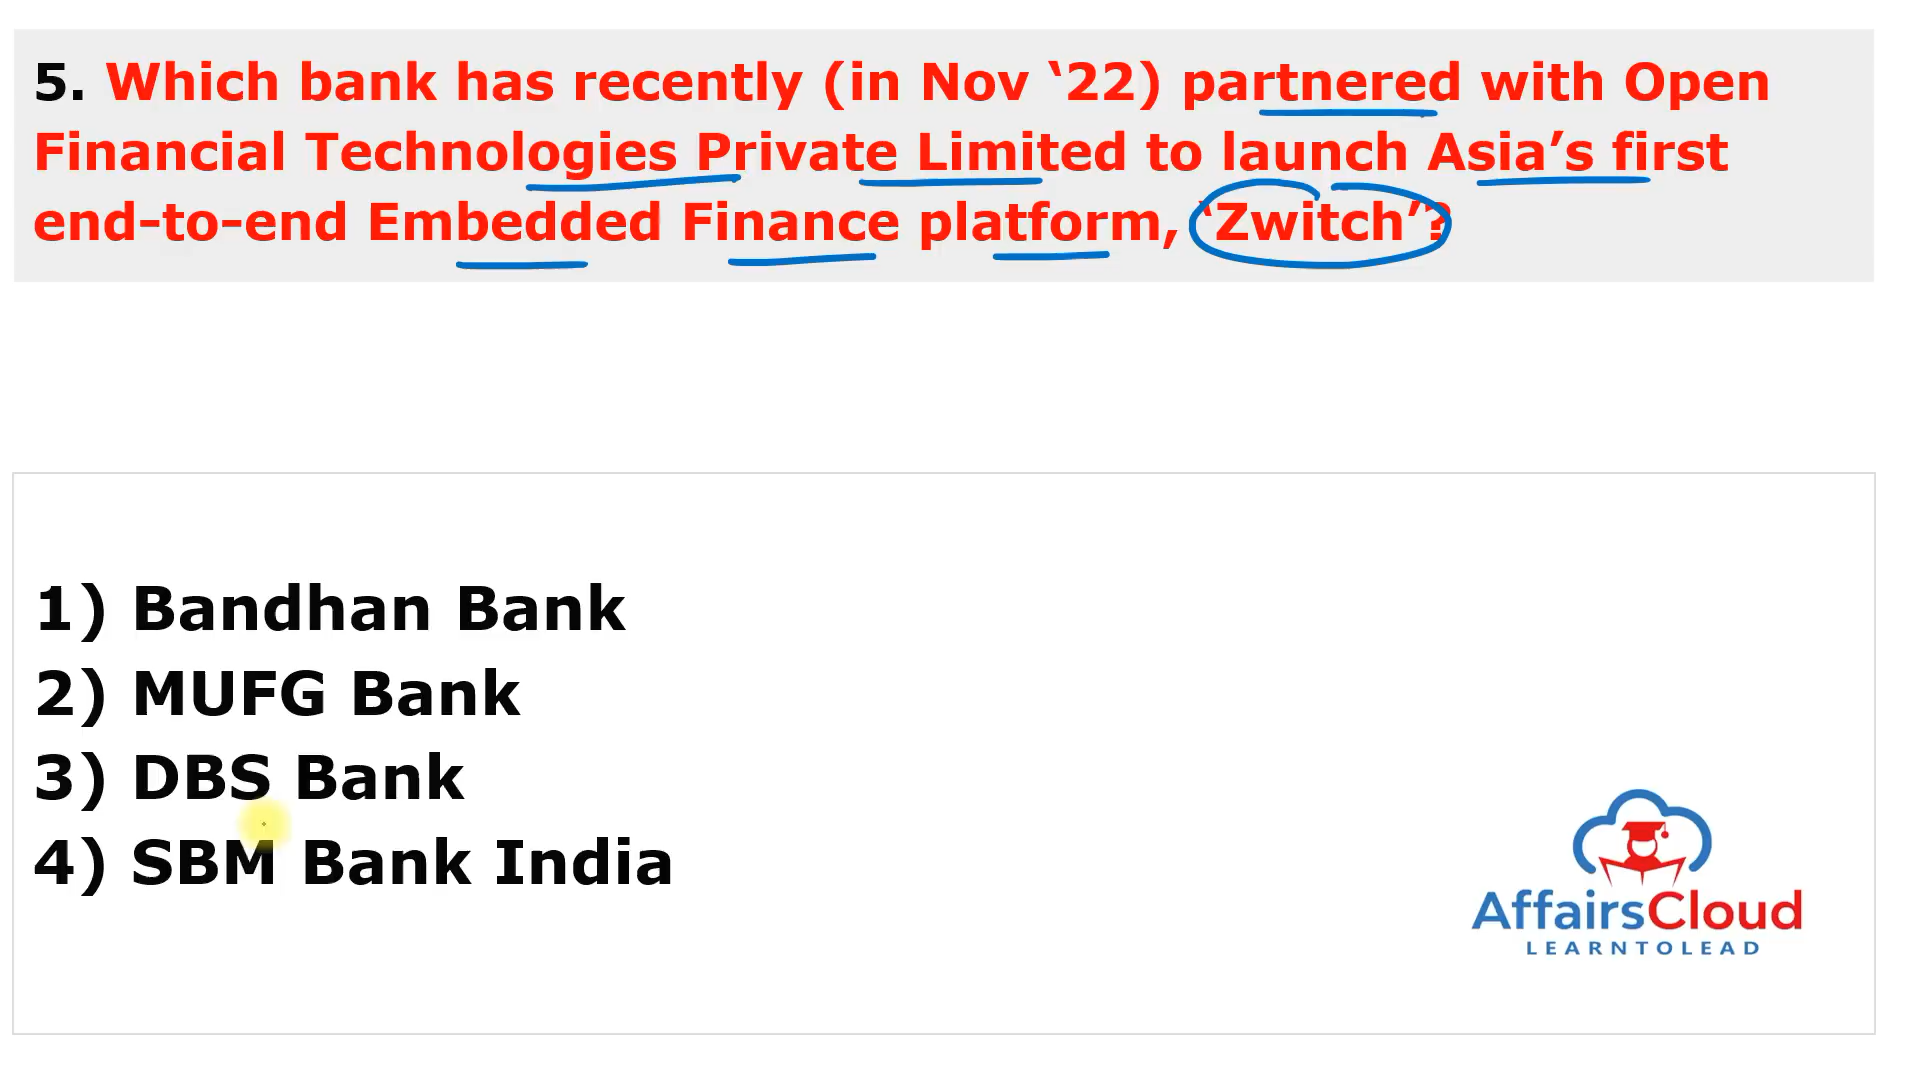 5. Which bank has recently (in Nov ‘22) partnered with Open
Financial Technologies Private Limited to launch Asia’s first
end-to-end Embedded Finance platform, ‘Zwitch’?
1) Bandhan Bank
2) MUFG Bank
3) DBS Bank
4) SBM Bank India
AffairsCloud
LEARNTOLEAD